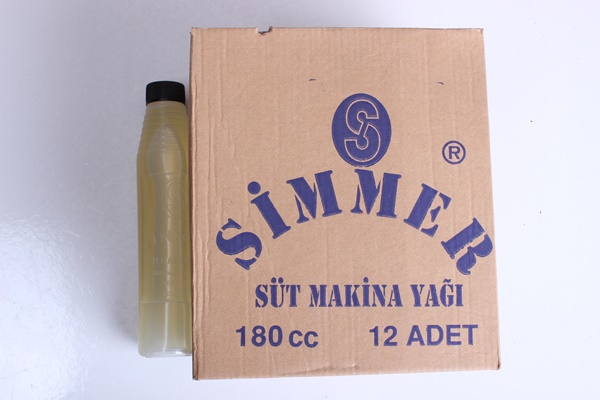 S
®
SİMMER
SÜT MAKİNA YAĞI
180 cc 12 ADET